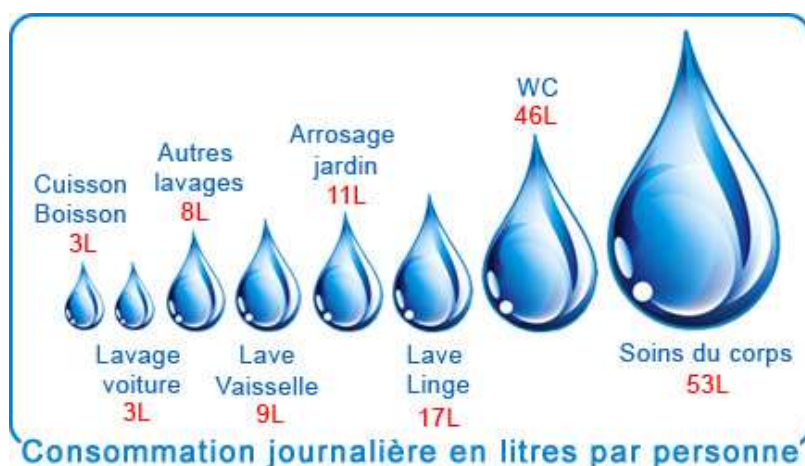 Cuisson
Boisson
3L
Lavage
voiture
3L
Autres
lavages
8L
Lave
Vaisselle
9L
Arrosage
jardin
11L
Lave
Linge
17L
WC
46L
Soins du corps
53L
Consommation journalière en litres par personne